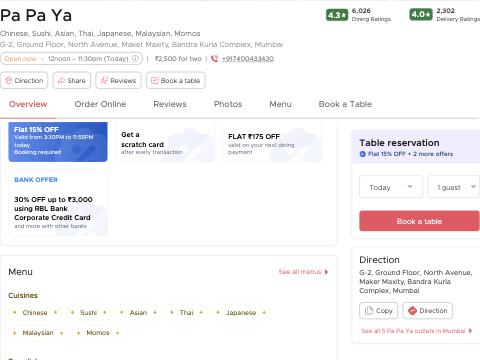 Pa Pa Ya
4.3★ 6,026 Dining Ratings
4.0★ 2,302 Delivery Ratings
Chinese, Sushi, Asian, Thai, Japanese, Malaysian, Momos
G-2, Ground Floor, North Avenue, Maker Maxity, Bandra Kurla Complex, Mumbai
Open now - 12noon – 11:30pm (Today) | ₹2,500 for two | +917400433430
Direction Share Reviews Book a table
Overview Order Online Reviews Photos Menu Book a Table
Flat 15% OFF
Valid from 3:30PM to 11:55PM
today
Booking required
Get a
scratch card
after every transaction
FLAT ₹175 OFF
valid on your next dining
payment
BANK OFFER
30% OFF up to ₹3,000
using RBL Bank
Corporate Credit Card
and more with other banks
Table reservation
Flat 15% OFF + 2 more offers
Today 1 guest
Book a table
Menu
See all menus
Cuisines
Chinese Sushi Asian Thai Japanese
Malaysian Momos
Direction
G-2, Ground Floor, North Avenue,
Maker Maxity, Bandra Kurla
Complex, Mumbai
Copy Direction
See all 5 Pa Pa Ya outlets in Mumbai